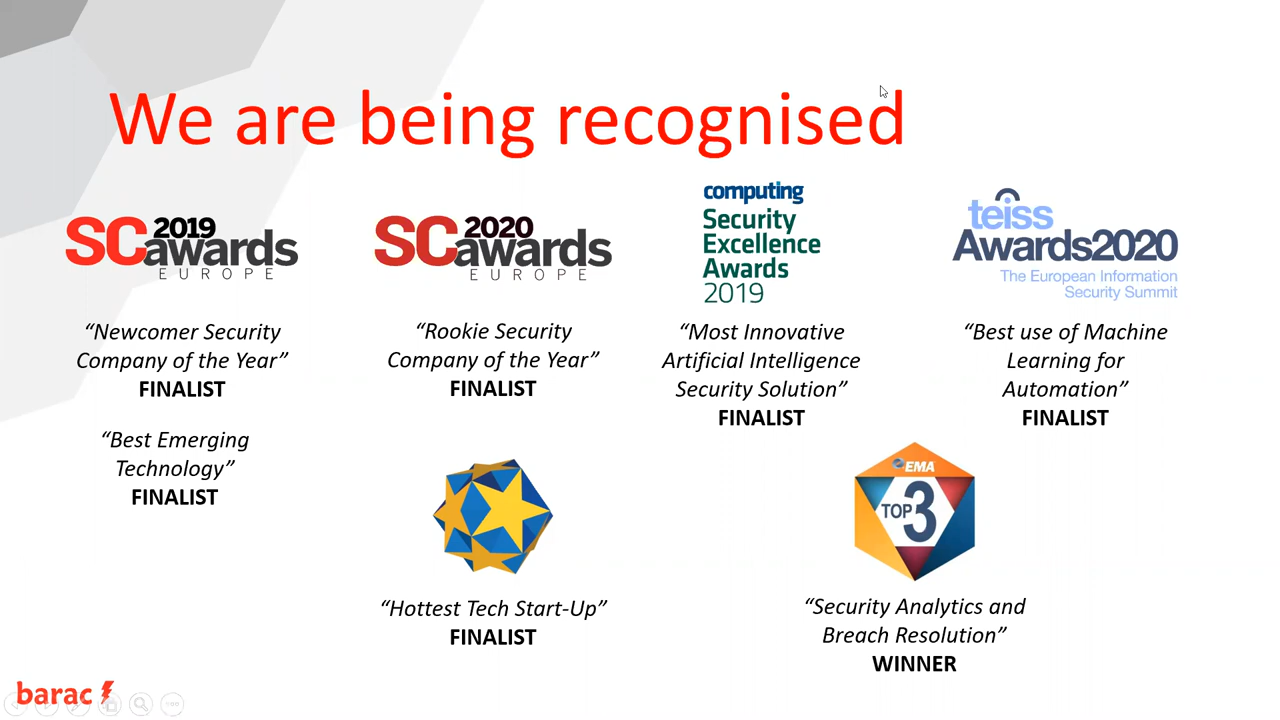 We are being recognised
SC 2019
awards
EUROPE
“Newcomer Security
Company of the Year”
FINALIST
“Best Emerging
Technology”
FINALIST
SC 2020
awards
EUROPE
“Rookie Security
Company of the Year”
FINALIST
computing
Security
Excellence
Awards
2019
“Most Innovative
Artificial Intelligence
Security Solution”
FINALIST
teiss
Awards2020
The European Information
Security Summit
“Best use of Machine
Learning for
Automation”
FINALIST
“Hottest Tech Start-Up”
FINALIST
EMA
TOP 3
“Security Analytics and
Breach Resolution”
WINNER
barac